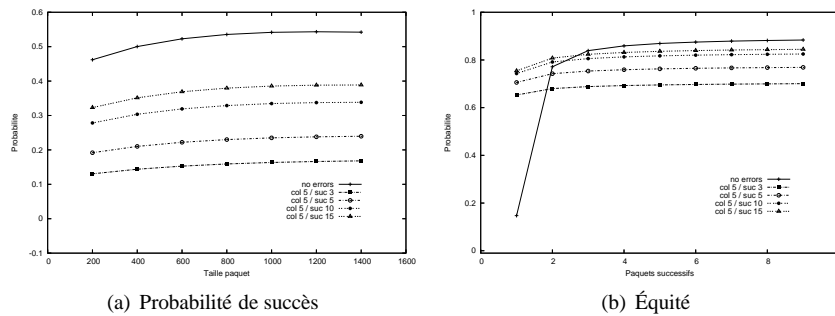 0.6
0.5
0.4
0.3
0.2
0.1
0
-0.1
Probabilite
no errors
col 5 / suc 3
col 5 / suc 5
col 5 / suc 10
col 5 / suc 15
0 200 400 600 800 1000 1200 1400 1600
Taille paquet
(a) Probabilité de succès
1
0.8
0.6
0.4
0.2
0
Probabilite
no errors
col 5 / suc 3
col 5 / suc 5
col 5 / suc 10
col 5 / suc 15
0 2 4 6 8
Paquets successifs
(b) Équité